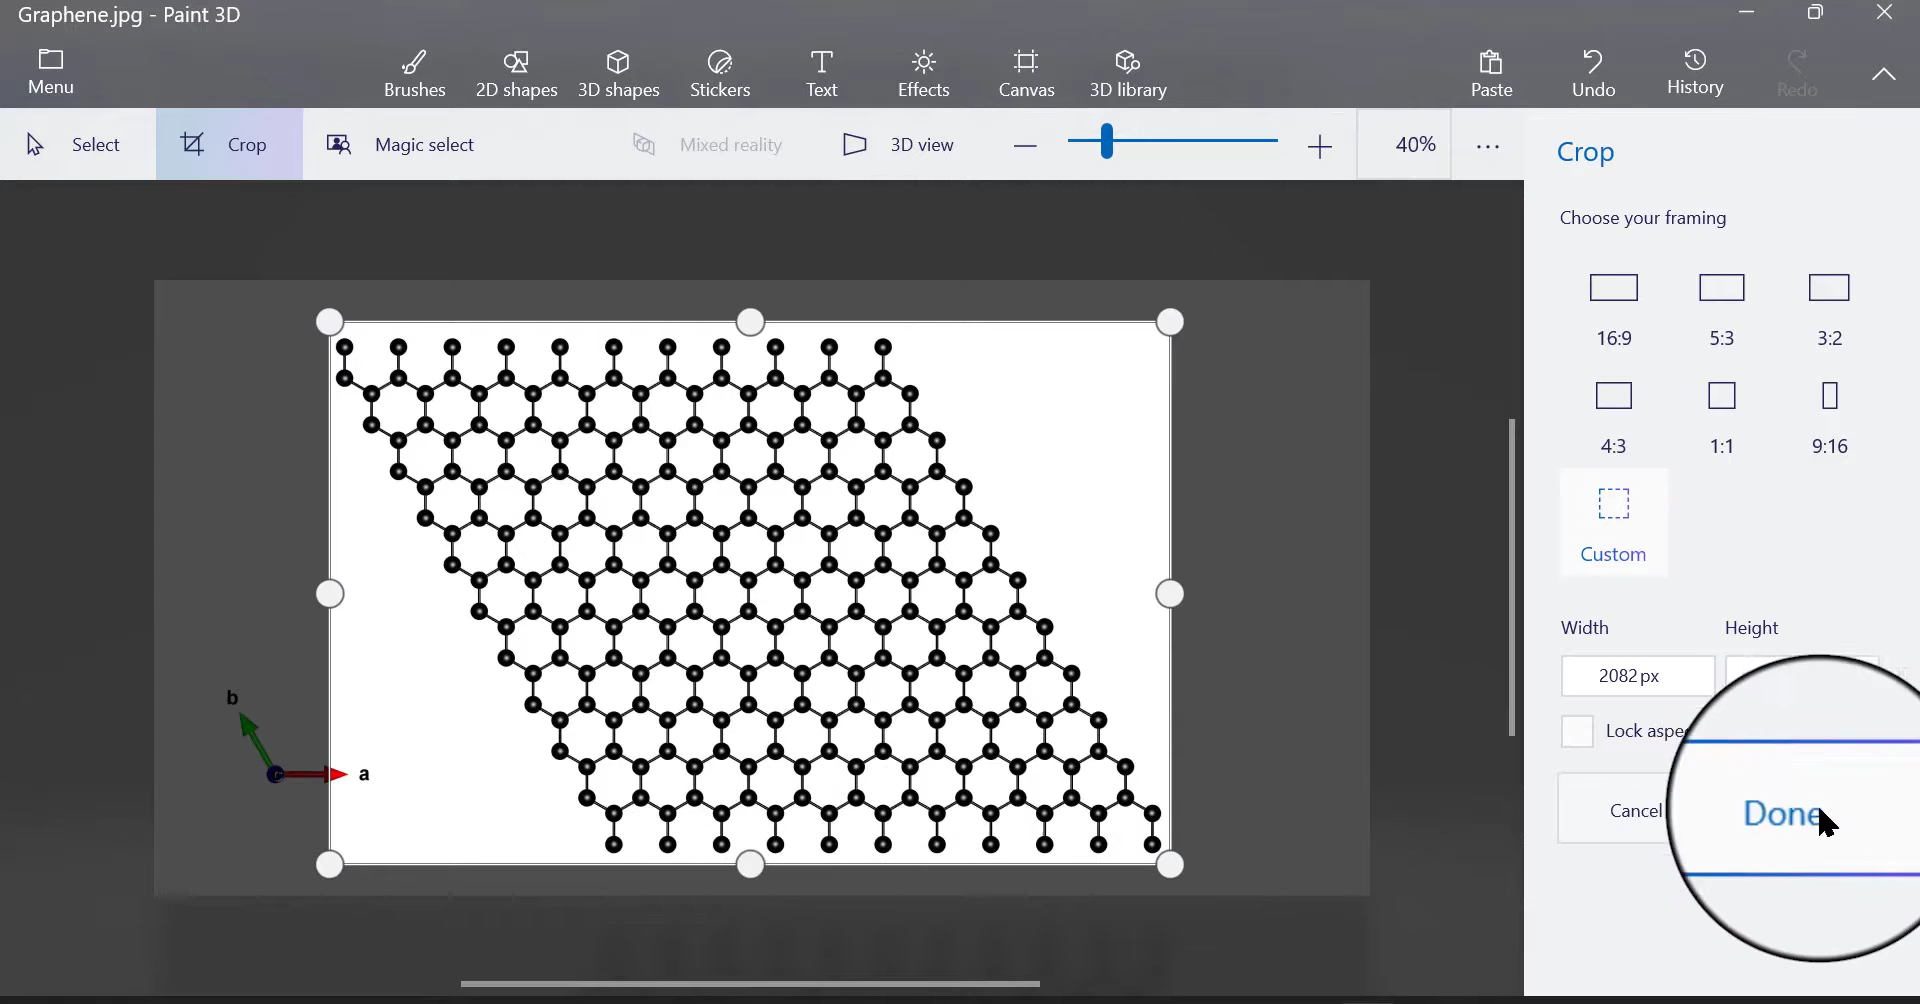 Graphene.jpg - Paint 3D
Menu
Brushes
2D shapes
3D shapes
Stickers
Text
Effects
Canvas
3D library
Paste
Undo
History
Redo
Select
Crop
Magic select
Mixed reality
3D view
40%
Crop
Choose your framing
16:9
5:3
3:2
4:3
1:1
9:16
Custom
Width
Height
2082px
Lock aspe
Cancel
Done
b
a